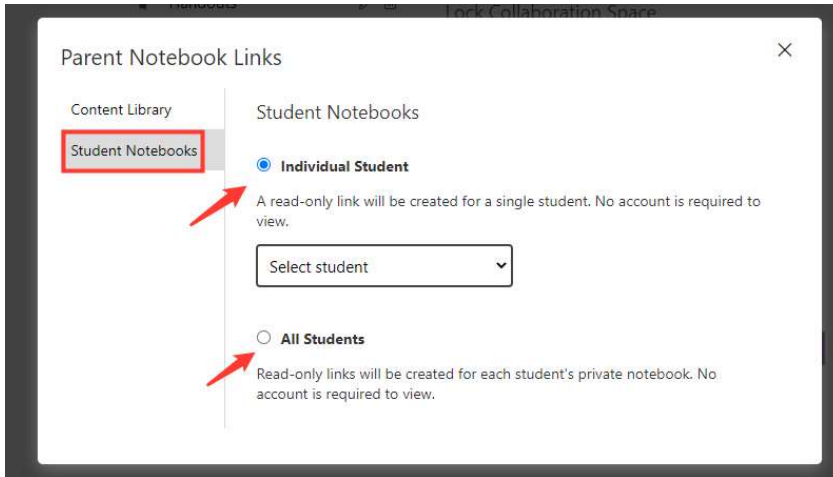 Handouts
Lock Collaboration Space
Parent Notebook Links
Content Library
Student Notebooks
Student Notebooks
Individual Student
A read-only link will be created for a single student. No account is required to
view.
Select student
All Students
Read-only links will be created for each student's private notebook. No
account is required to view.